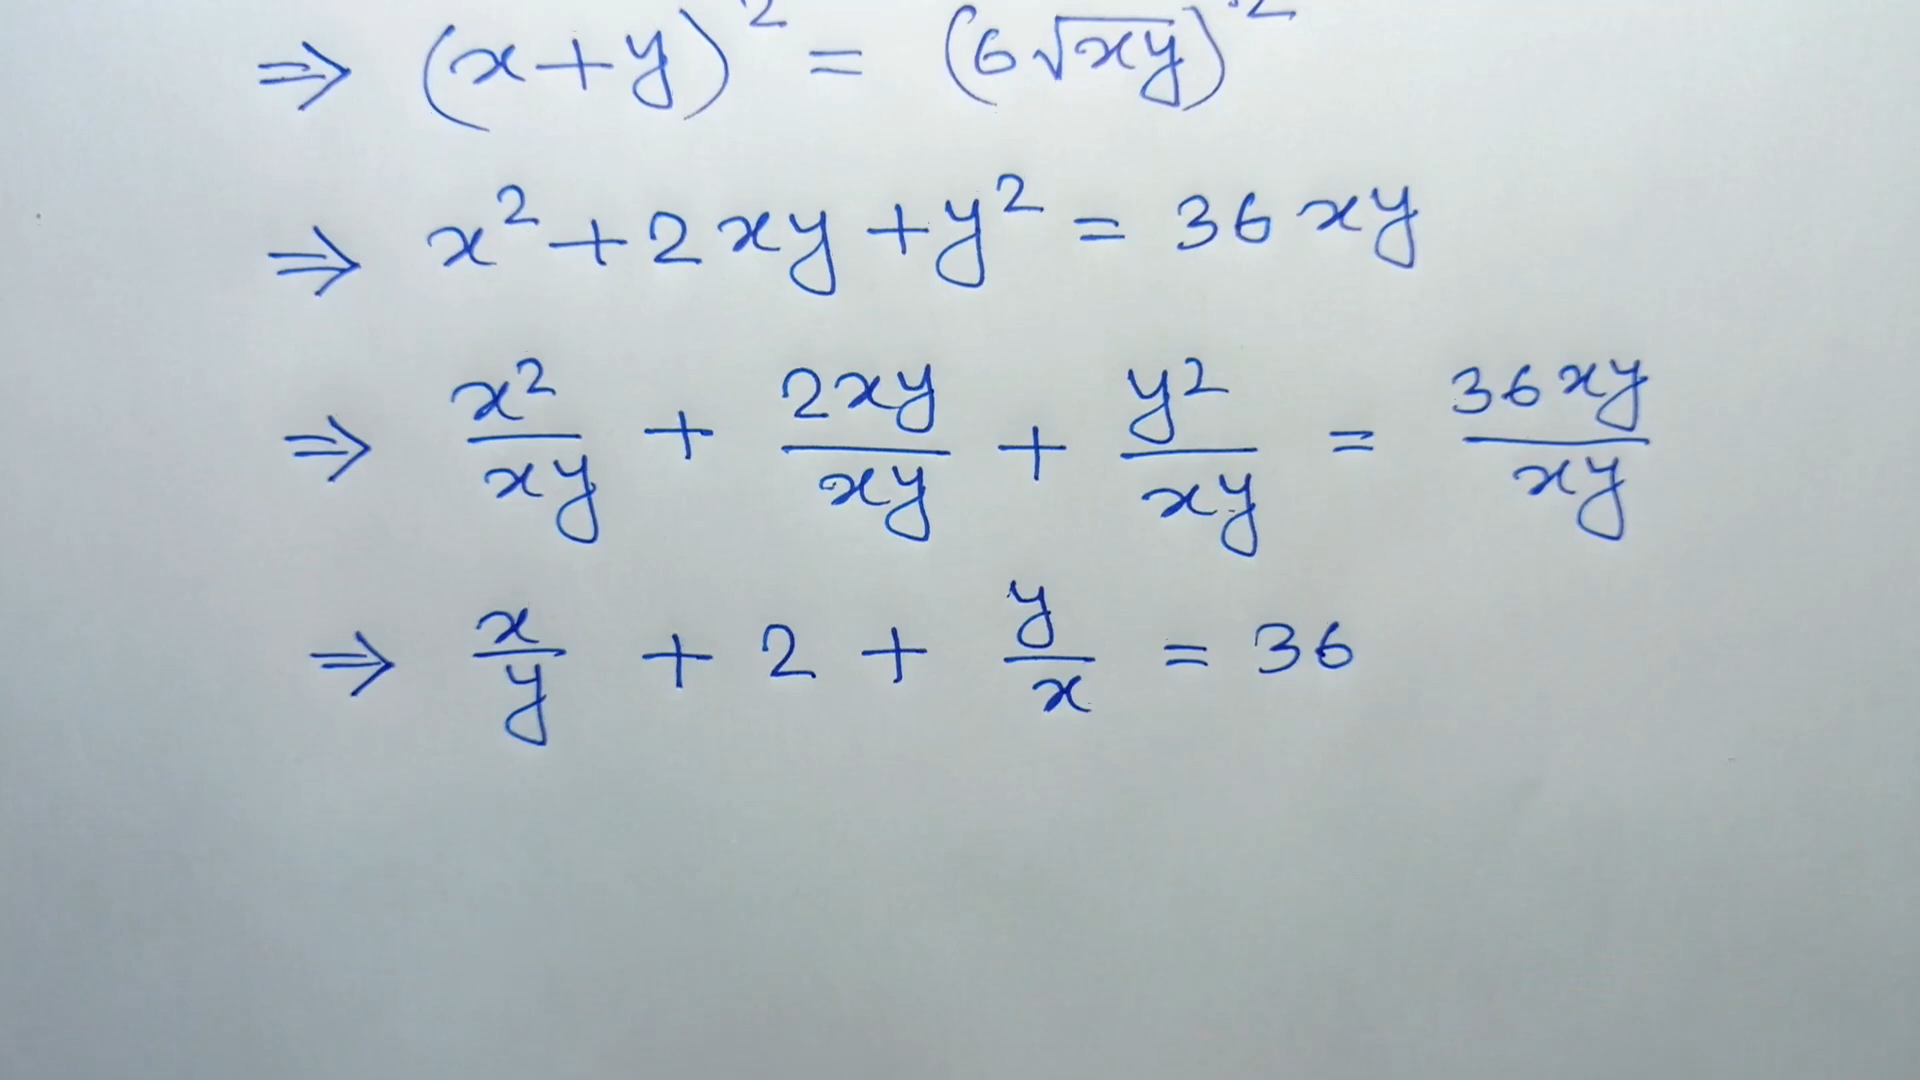 ⇒ (x+y)² = (6√xy)²
⇒ x² + 2xy + y² = 36xy
⇒ x²/xy + 2xy/xy + y²/xy = 36xy/xy
⇒ x/y + 2 + y/x = 36